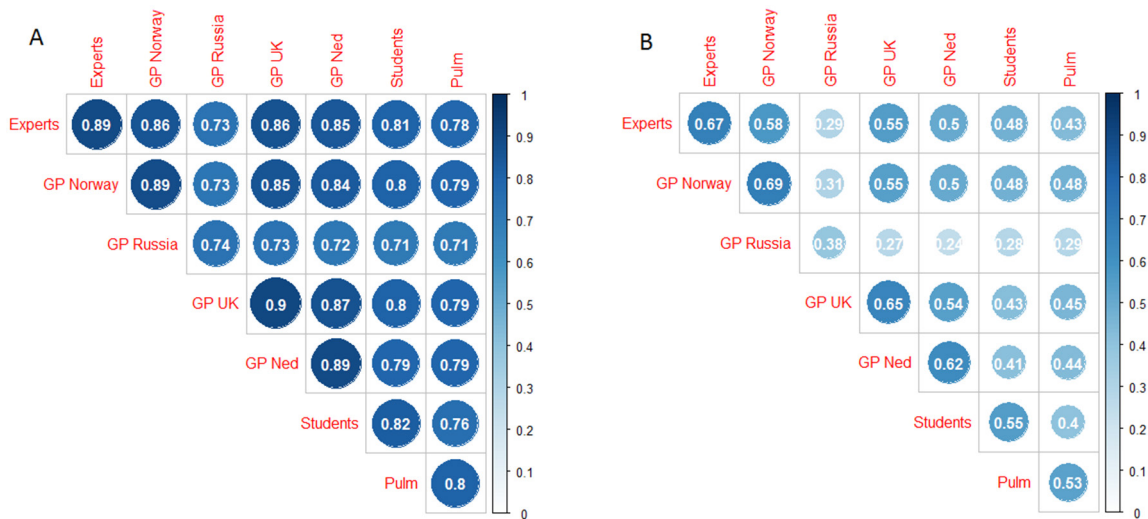 A
Experts
GP Norway
GP Russia
GP UK
GP Ned
Students
Pulm
Experts 0.89 0.86 0.73 0.86 0.85 0.81 0.78
GP Norway 0.89 0.73 0.85 0.84 0.8 0.79
GP Russia 0.74 0.73 0.72 0.71 0.71
GP UK 0.9 0.87 0.8 0.79
GP Ned 0.89 0.79 0.79
Students 0.82 0.76
Pulm 0.8
1
0.9
0.8
0.7
0.6
0.5
0.4
0.3
0.2
0.1
0
B
Experts
GP Norway
GP Russia
GP UK
GP Ned
Students
Pulm
Experts 0.67 0.58 0.29 0.55 0.5 0.48 0.43
GP Norway 0.69 0.31 0.55 0.5 0.48 0.48
GP Russia 0.38 0.27 0.24 0.28 0.29
GP UK 0.65 0.54 0.43 0.45
GP Ned 0.62 0.41 0.44
Students 0.55 0.4
Pulm 0.53
1
0.9
0.8
0.7
0.6
0.5
0.4
0.3
0.2
0.1
0